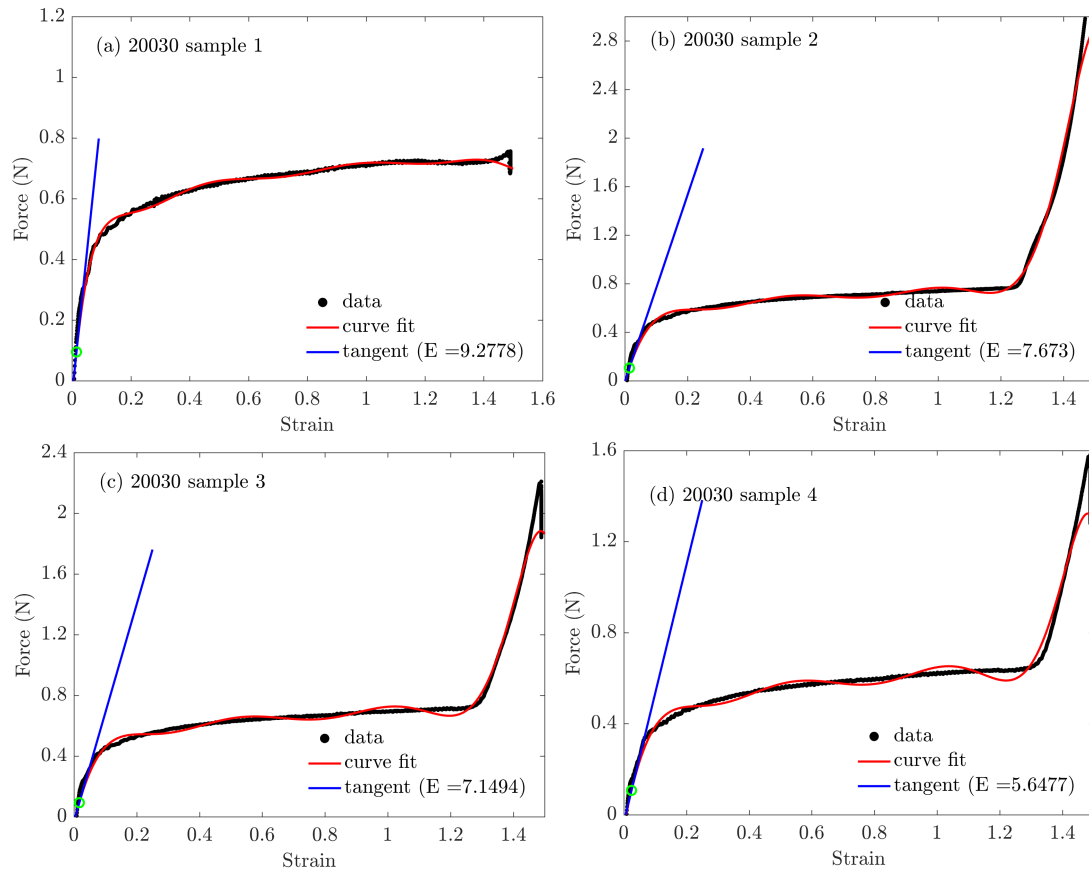 (a) 20030 sample 1
1.2
1
0.8
0.6
0.4
0.2
0
Force (N)
data
curve fit
tangent (E =9.2778)
0 0.2 0.4 0.6 0.8 1 1.2 1.4 1.6
Strain
(b) 20030 sample 2
2.8
2.4
2
1.6
1.2
0.8
0.4
0
Force (N)
data
curve fit
tangent (E =7.673)
0 0.2 0.4 0.6 0.8 1 1.2 1.4
Strain
(c) 20030 sample 3
2.4
2
1.6
1.2
0.8
0.4
0
Force (N)
data
curve fit
tangent (E =7.1494)
0 0.2 0.4 0.6 0.8 1 1.2 1.4
Strain
(d) 20030 sample 4
1.6
1.2
0.8
0.4
0
Force (N)
data
curve fit
tangent (E =5.6477)
0 0.2 0.4 0.6 0.8 1 1.2 1.4
Strain